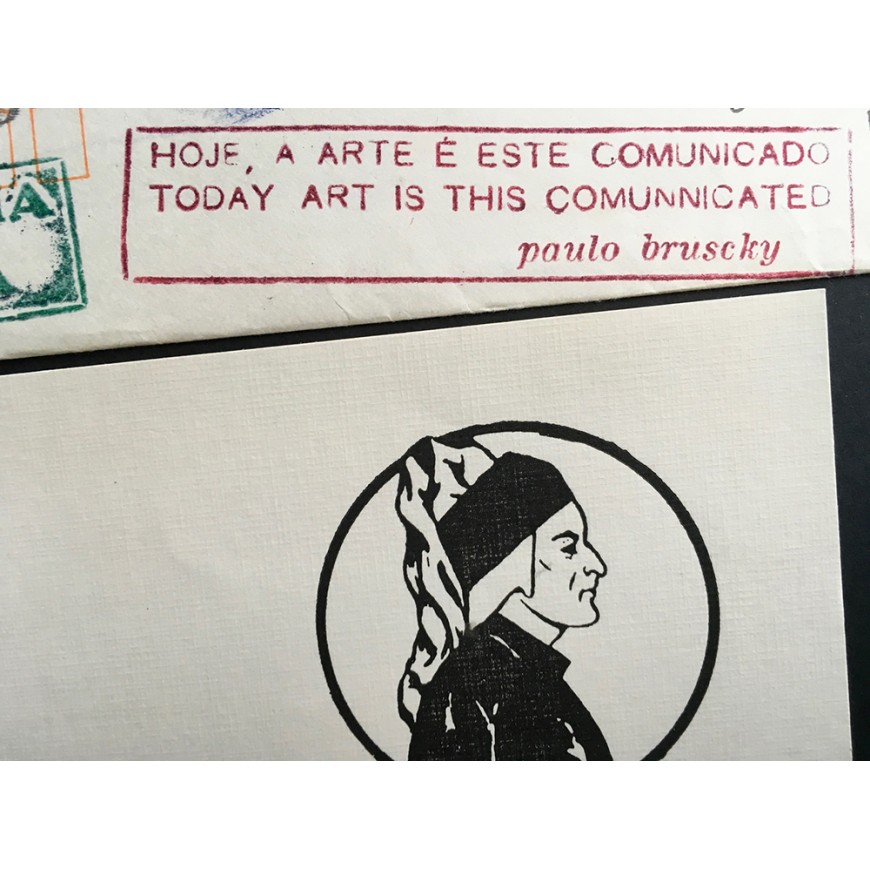 HOJE, A ARTE É ESTE COMUNICADO
TODAY ART IS THIS COMUNNICATED
paulo bruscky